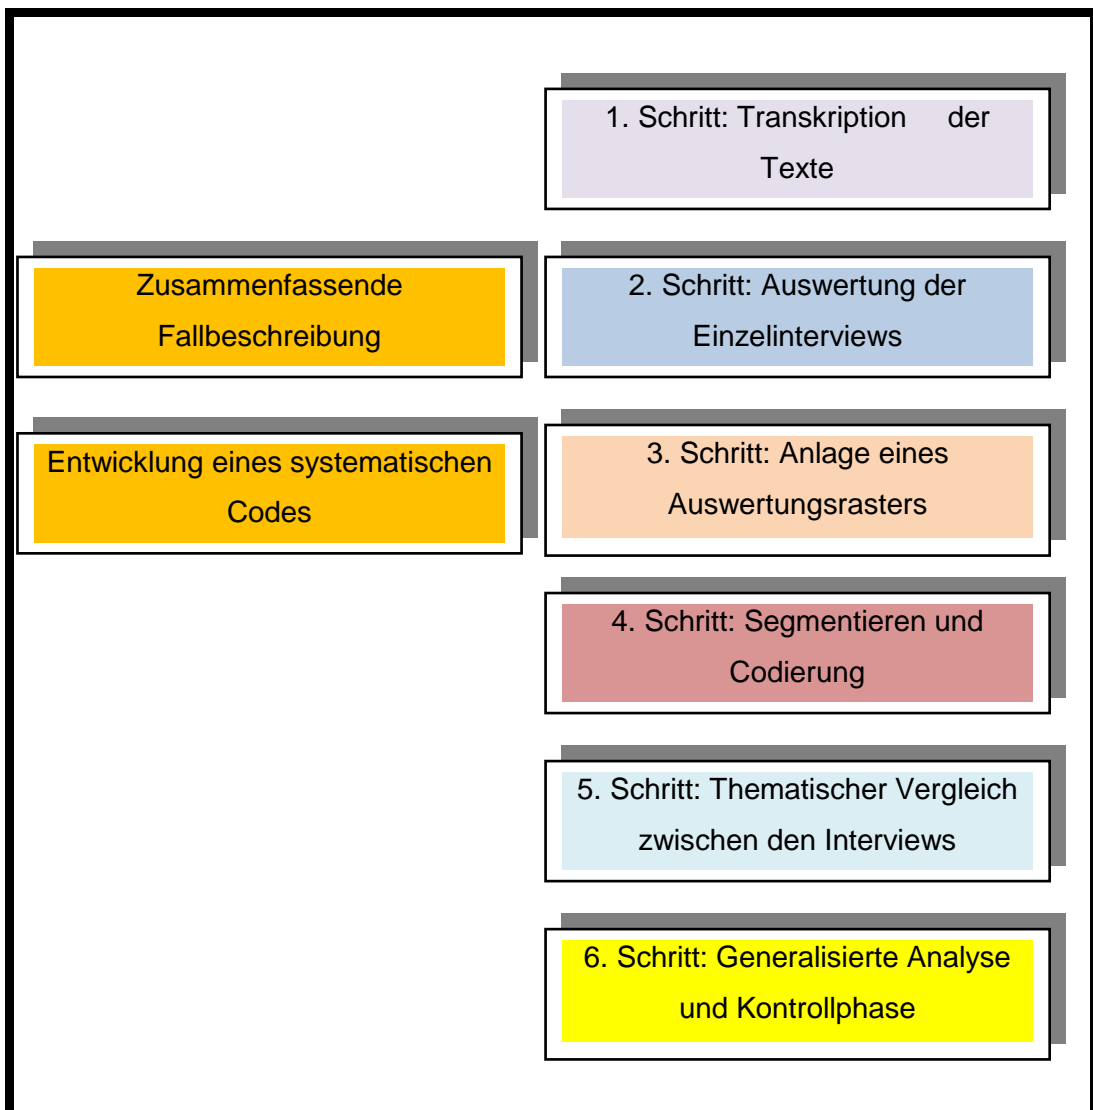 1. Schritt: Transkription der
Texte
Zusammenfassende
Fallbeschreibung
2. Schritt: Auswertung der
Einzelinterviews
Entwicklung eines systematischen
Codes
3. Schritt: Anlage eines
Auswertungsrasters
4. Schritt: Segmentieren und
Codierung
5. Schritt: Thematischer Vergleich
zwischen den Interviews
6. Schritt: Generalisierte Analyse
und Kontrollphase